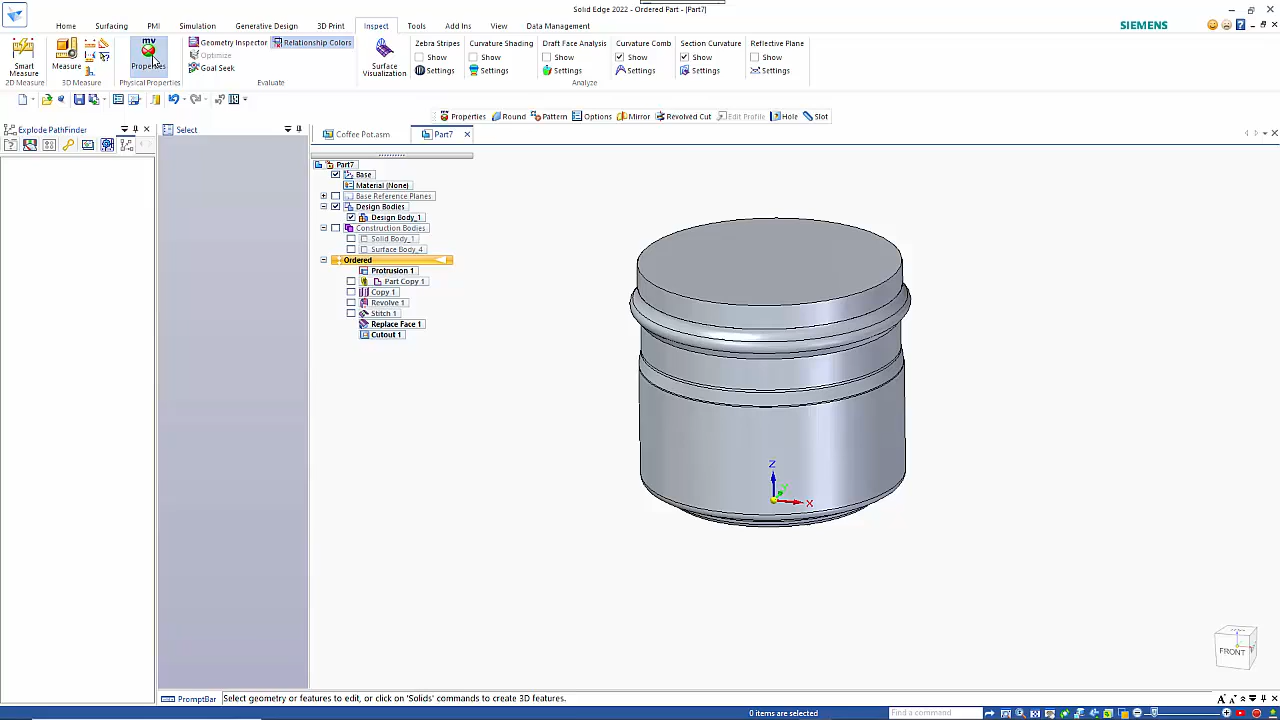 Solid Edge 2022 - Ordered Part - [Part7]
Home Surfacing PMI Simulation Generative Design 3D Print Inspect Tools Add Ins View Data Management
SIEMENS
Smart Measure
2D Measure
Measure
3D Measure
Properties
Physical Properties
Geometry Inspector
Relationship Colors
Optimize
Goal Seek
Evaluate
Surface Visualization
Zebra Stripes
Show
Settings
Curvature Shading
Show
Settings
Draft Face Analysis
Show
Settings
Curvature Comb
Show
Settings
Section Curvature
Show
Settings
Reflective Plane
Show
Settings
Analyze
Properties Round Pattern Options Mirror Revolved Cut Edit Profile Hole Slot
Explode PathFinder
Select
Coffee Pot.asm
Part7
Part7
Base
Material (None)
Base Reference Planes
Design Bodies
Design Body_1
Construction Bodies
Solid Body_1
Surface Body_4
Ordered
Protrusion 1
Part Copy 1
Copy 1
Revolve 1
Stitch 1
Replace Face 1
Cutout 1
Z
Y
X
FRONT
PromptBar
Select geometry or features to edit, or click on 'Solids' commands to create 3D features.
0 items are selected
Find a command